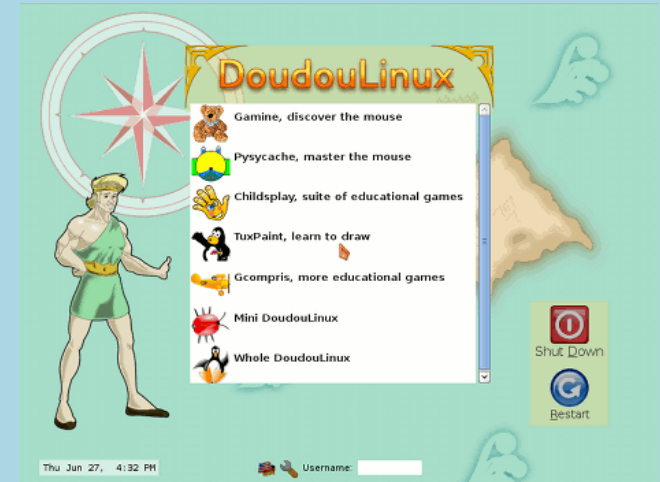 DoudouLinux
Gamine, discover the mouse
Pysycache, master the mouse
Childsplay, suite of educational games
TuxPaint, learn to draw
Gcompris, more educational games
Mini DoudouLinux
Whole DoudouLinux
Shut Down
Restart
Thu Jun 27, 4:32 PM
Username: